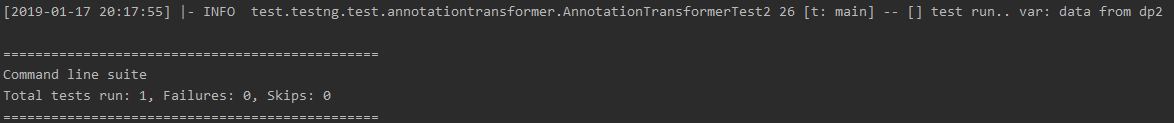 [2019-01-17 20:17:55] |- INFO  test.testng.test.annotationtransformer.AnnotationTransformerTest2 26 [t: main] -- [] test run.. var: data from dp2
===============================================
Command line suite
Total tests run: 1, Failures: 0, Skips: 0
===============================================